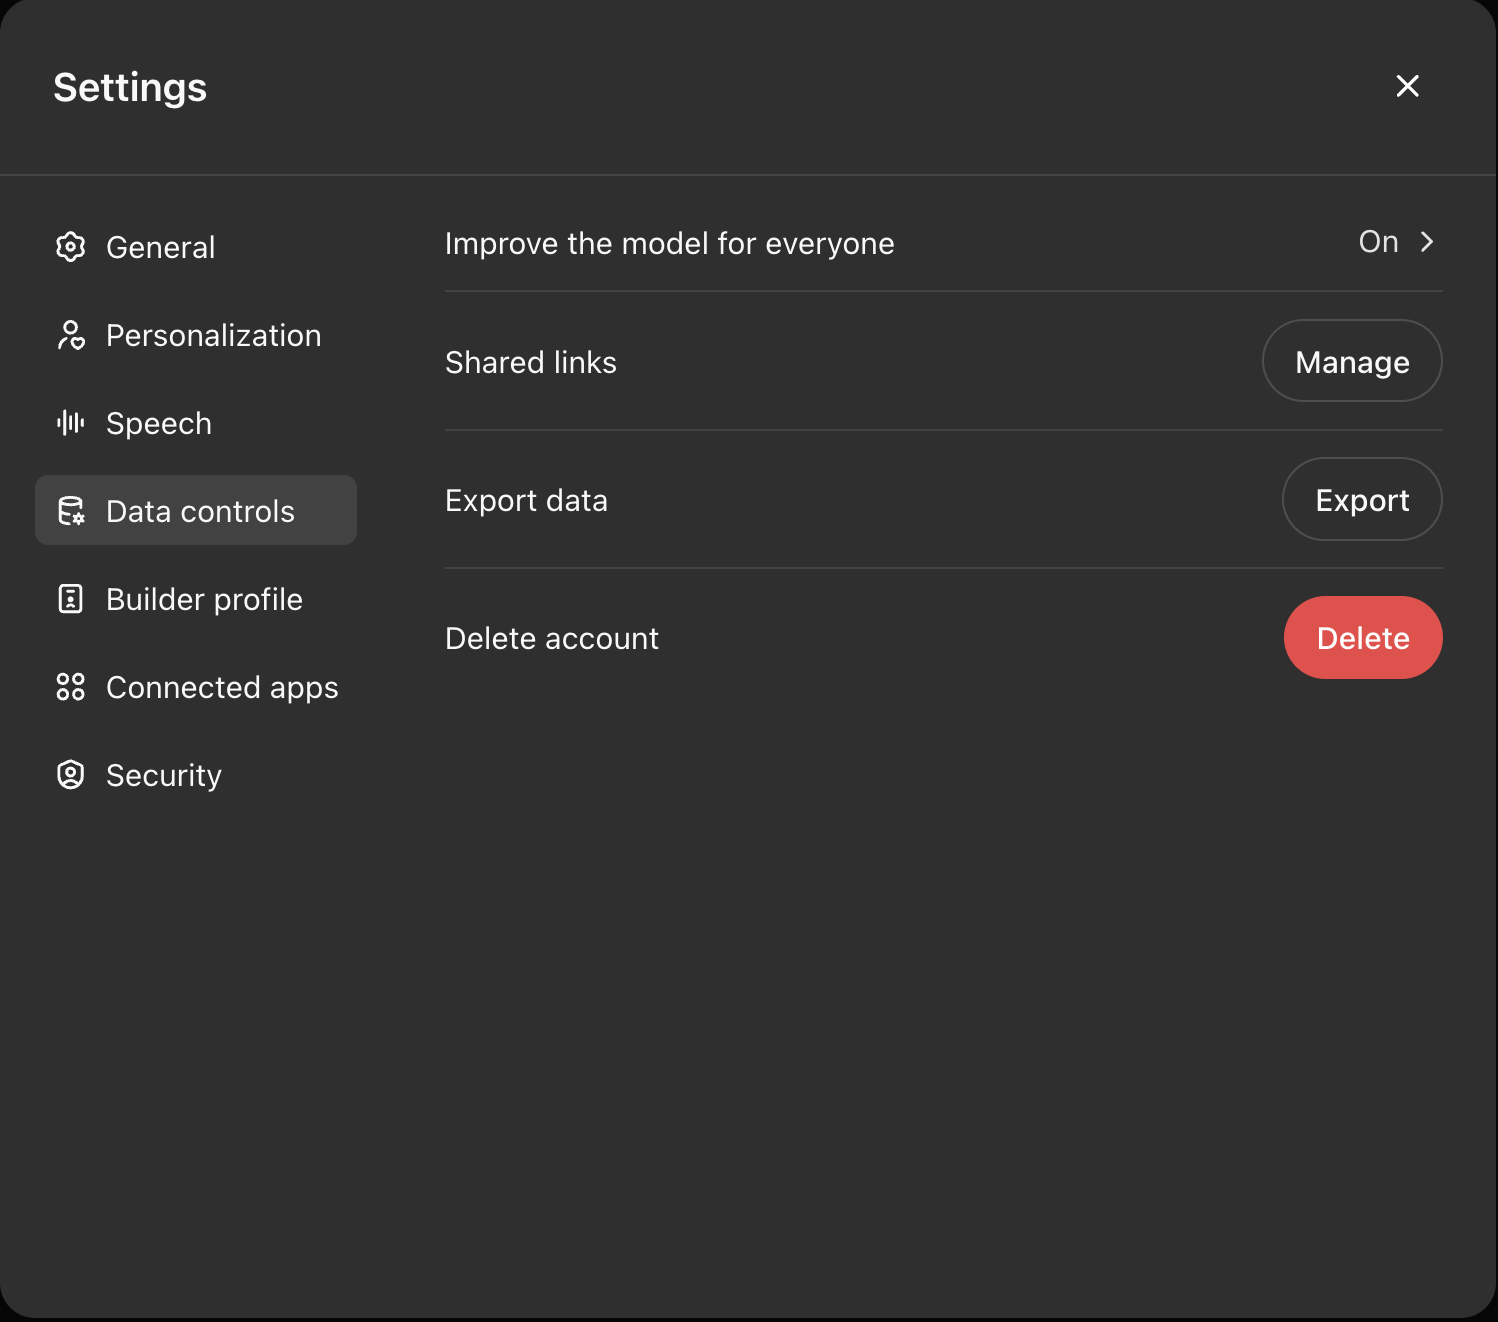 Settings
General
Personalization
Speech
Data controls
Builder profile
Connected apps
Security
Improve the model for everyone On
Shared links Manage
Export data Export
Delete account Delete